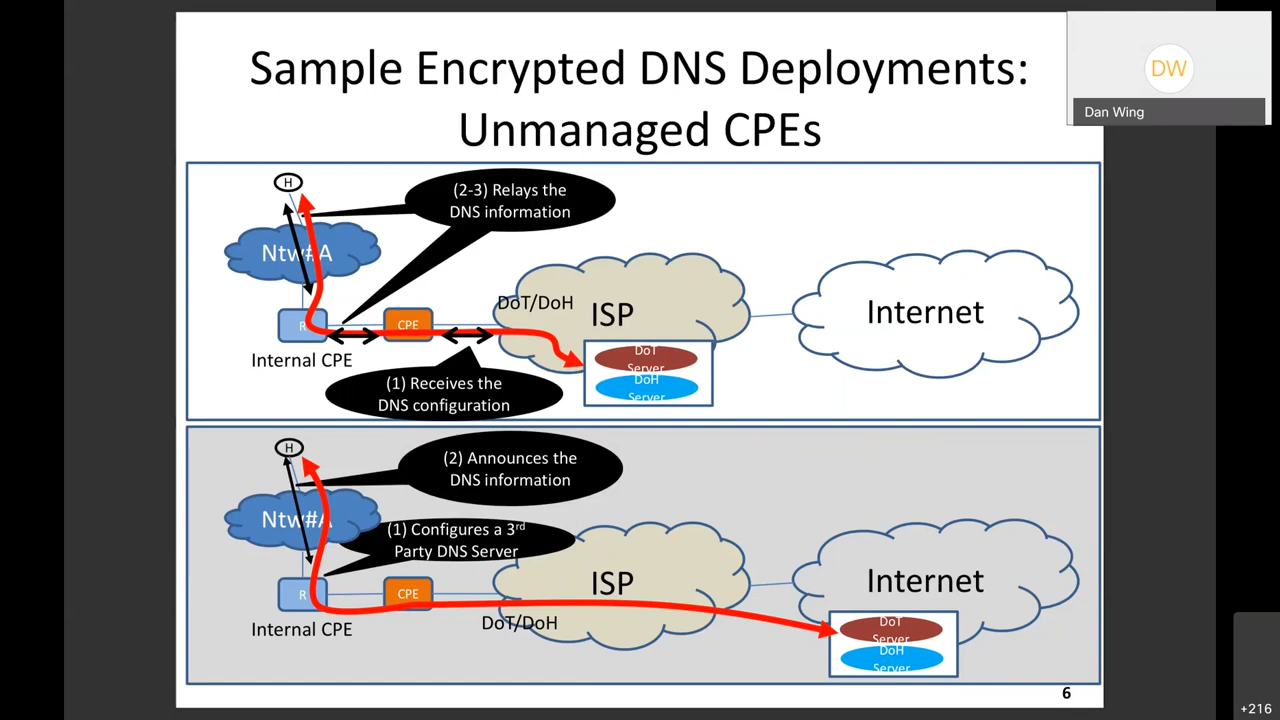 Sample Encrypted DNS Deployments:
Unmanaged CPEs
DW
Dan Wing
H
(2-3) Relays the
DNS information
Ntw#A
DoT/DoH
ISP
Internet
R
CPE
Internal CPE
DoT
Server
DoH
Server
(1) Receives the
DNS configuration
H
(2) Announces the
DNS information
Ntw#A
(1) Configures a 3rd
Party DNS Server
ISP
Internet
R
CPE
Internal CPE
DoT/DoH
DoT
Server
DoH
Server
6
+216